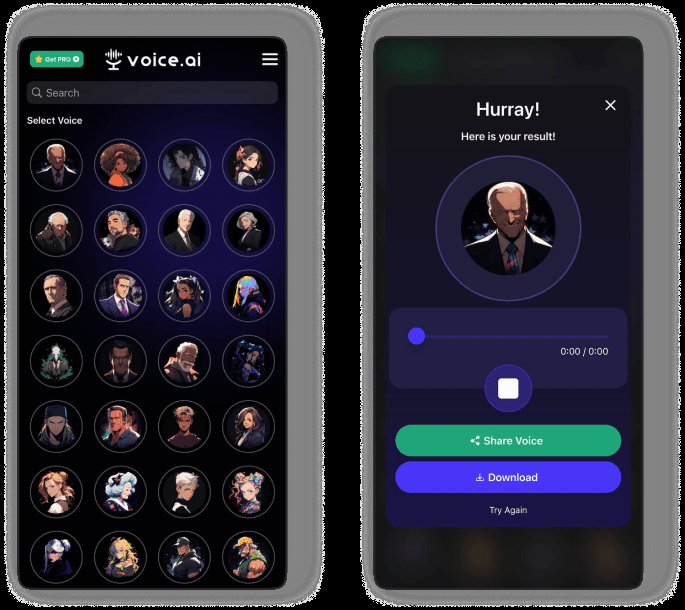 Get PRO
voice.ai
Search
Select Voice
Hurray!
Here is your result!
0:00 / 0:00
Share Voice
Download
Try Again